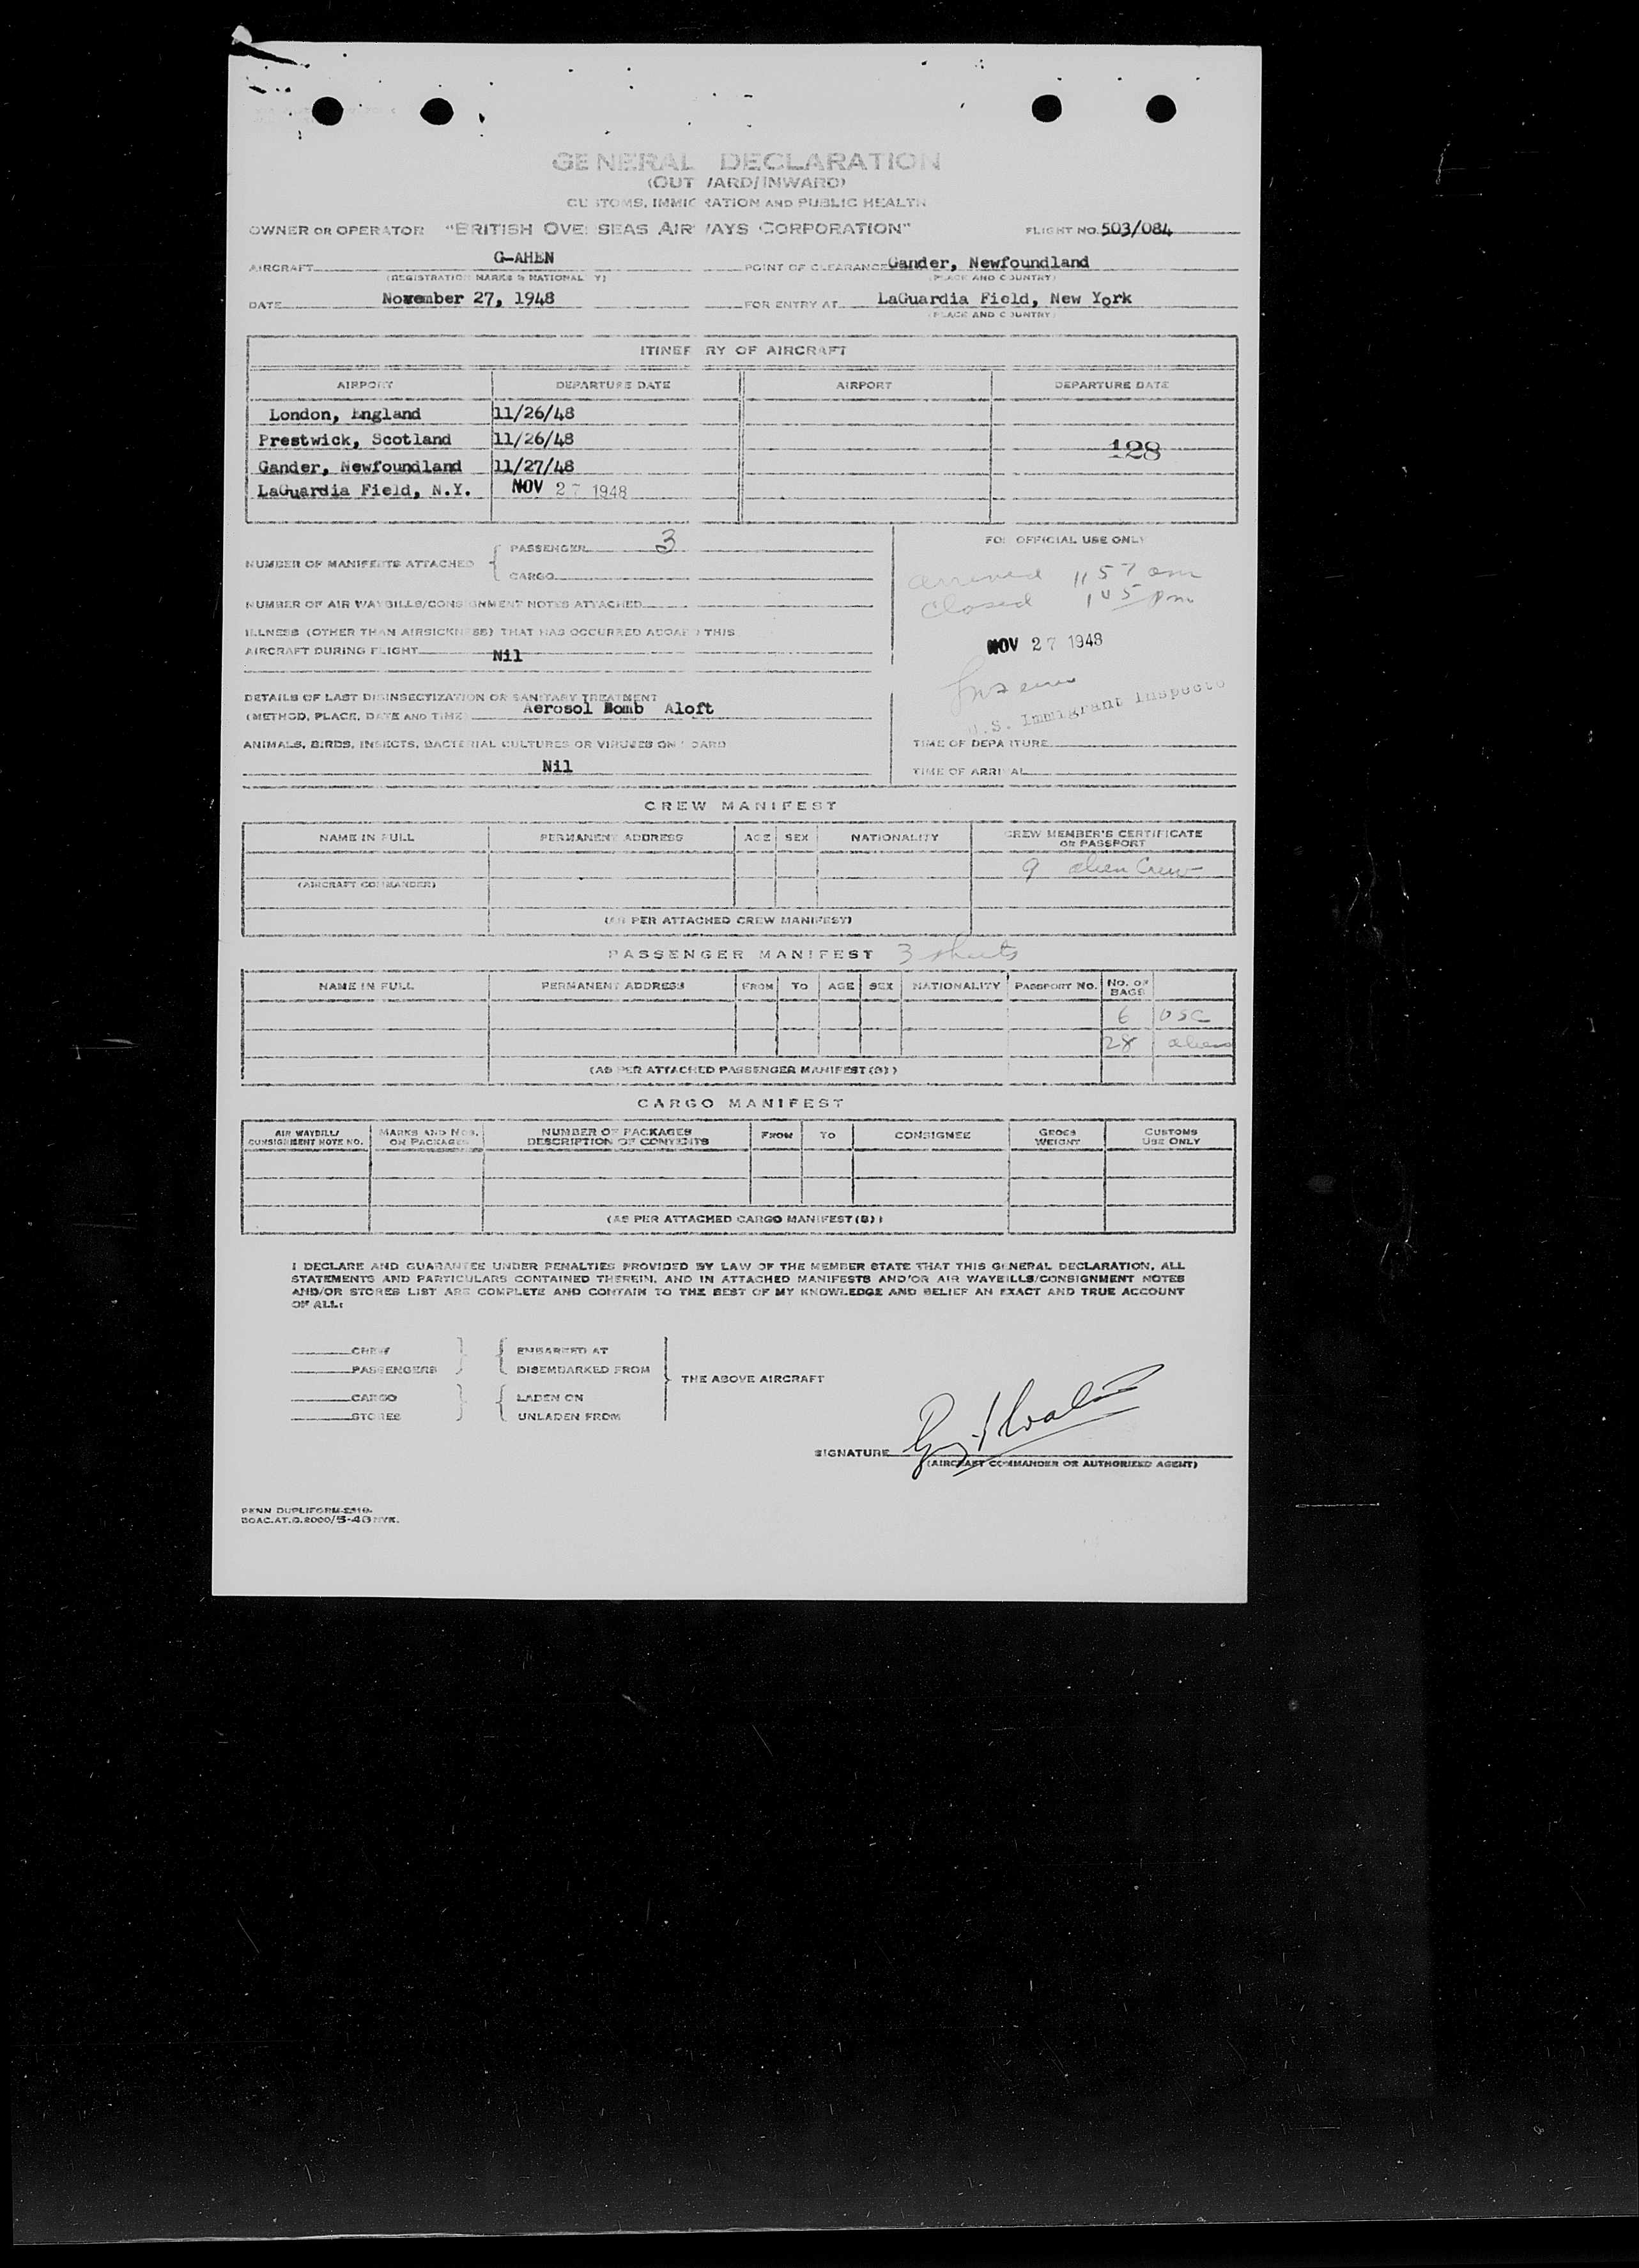 GENERAL DECLARATION
(OUTWARD/INWARD)
CUSTOMS, IMMIGRATION AND PUBLIC HEALTH
OWNER OR OPERATOR "BRITISH OVERSEAS AIRWAYS CORPORATION" FLIGHT NO. 503/084
AIRCRAFT G-AHEN POINT OF CLEARANCE Gander, Newfoundland
(REGISTRATION MARKS & NATIONALITY) (PLACE AND COUNTRY)
DATE November 27, 1948 FOR ENTRY AT LaGuardia Field, New York
(PLACE AND COUNTRY)
ITINERARY OF AIRCRAFT
AIRPORT DEPARTURE DATE AIRPORT DEPARTURE DATE
London, England 11/26/48
Prestwick, Scotland 11/26/48 128
Gander, Newfoundland 11/27/48
LaGuardia Field, N.Y. NOV 27 1948
FOR OFFICIAL USE ONLY
PASSENGER 3
NUMBER OF MANIFESTS ATTACHED
CARGO
arrived 11 57 am
closed 1 45 pm
NUMBER OF AIR WAYBILLS/CONSIGNMENT NOTES ATTACHED
ILLNESS (OTHER THAN AIRSICKNESS) THAT HAS OCCURRED ABOARD THIS
AIRCRAFT DURING FLIGHT Nil
NOV 27 1948
U.S. Immigrant Inspecto
DETAILS OF LAST DISINSECTIZATION OR SANITARY TREATMENT
(METHOD, PLACE, DATE AND TIME) Aerosol Bomb Aloft
ANIMALS, BIRDS, INSECTS, BACTERIAL CULTURES OR VIRUSES ON BOARD
Nil
TIME OF DEPARTURE
TIME OF ARRIVAL
CREW MANIFEST
NAME IN FULL PERMANENT ADDRESS AGE SEX NATIONALITY CREW MEMBER'S CERTIFICATE OR PASSPORT
9 alien Crew
(AIRCRAFT COMMANDER)
(AS PER ATTACHED CREW MANIFEST)
PASSENGER MANIFEST 3 sheets
NAME IN FULL PERMANENT ADDRESS FROM TO AGE SEX NATIONALITY PASSPORT NO. NO. OF BAGS
6 USC
28 aliens
(AS PER ATTACHED PASSENGER MANIFEST(S))
CARGO MANIFEST
AIR WAYBILL/ CONSIGNMENT NOTE NO. MARKS AND NOS. ON PACKAGES NUMBER OF PACKAGES DESCRIPTION OF CONTENTS FROM TO CONSIGNEE GROSS WEIGHT CUSTOMS USE ONLY
(AS PER ATTACHED CARGO MANIFEST(S))
I DECLARE AND GUARANTEE UNDER PENALTIES PROVIDED BY LAW OF THE MEMBER STATE THAT THIS GENERAL DECLARATION, ALL
STATEMENTS AND PARTICULARS CONTAINED THEREIN, AND IN ATTACHED MANIFESTS AND/OR AIR WAYBILLS/CONSIGNMENT NOTES
AND/OR STORES LIST ARE COMPLETE AND CONTAIN TO THE BEST OF MY KNOWLEDGE AND BELIEF AN EXACT AND TRUE ACCOUNT
OF ALL:
CREW EMBARKED AT
PASSENGERS DISEMBARKED FROM
THE ABOVE AIRCRAFT
CARGO LADEN ON
STORES UNLADEN FROM
SIGNATURE
(AIRCRAFT COMMANDER OR AUTHORIZED AGENT)
PENN DUPLIFORM-2510-
BOAC.AT.G.2000/5-48 NYK.